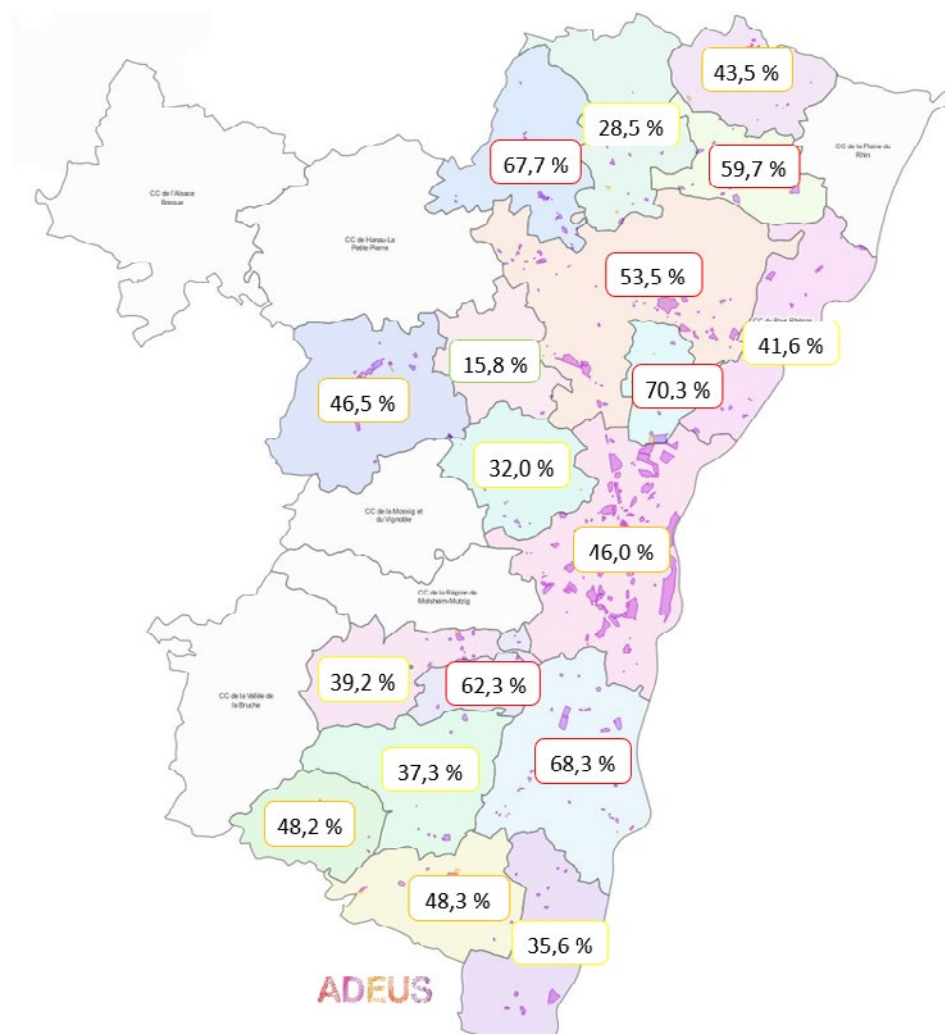 43,5 %
28,5 %
CC de la Plaine du
Rhin
67,7 %
59,7 %
CC de l'Alsace
Bossue
CC de Hanau-La
Petite Pierre
53,5 %
41,6 %
15,8 %
70,3 %
46,5 %
32,0 %
CC de la Mossig et
du Vignoble
46,0 %
CC de la Région de
Molsheim-Mutzig
39,2 %
62,3 %
CC de la Vallée de
la Bruche
37,3 %
68,3 %
48,2 %
48,3 %
35,6 %
ADEUS